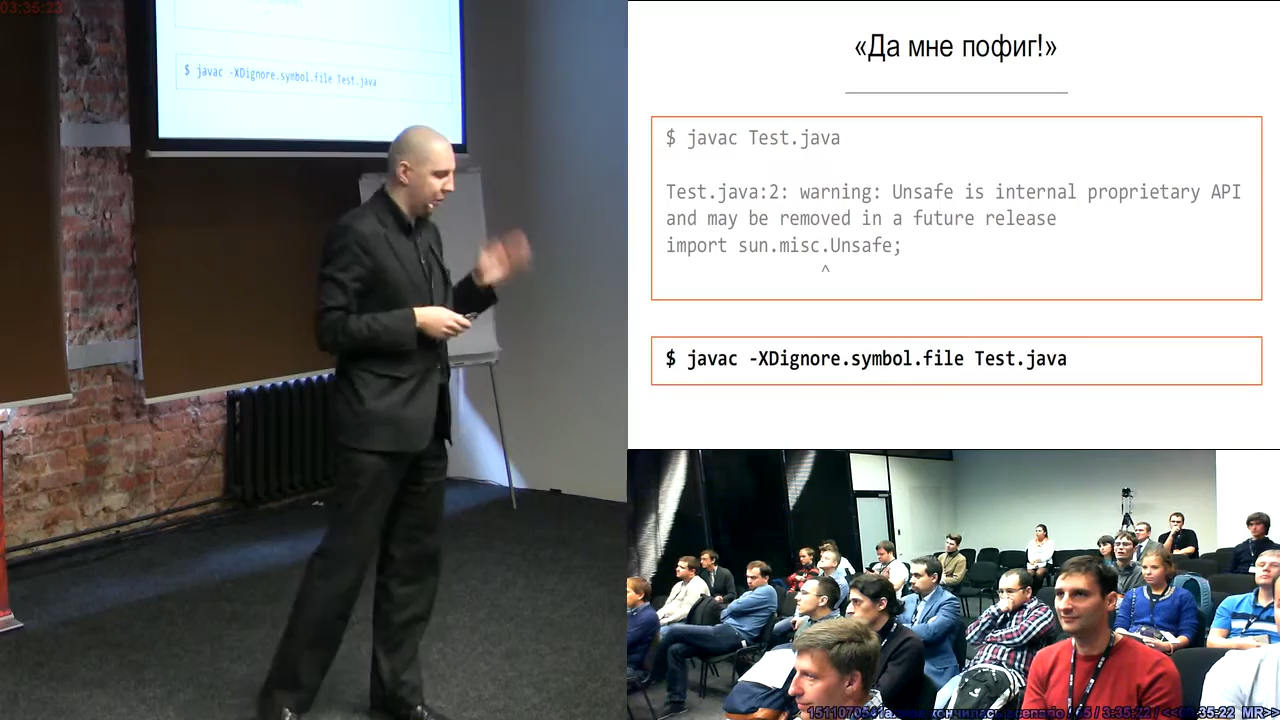 03:35:23
$ javac -XDignore.symbol.file Test.java
«Да мне пофиг!»
$ javac Test.java
Test.java:2: warning: Unsafe is internal proprietary API
and may be removed in a future release
import sun.misc.Unsafe;
^
$ javac -XDignore.symbol.file Test.java